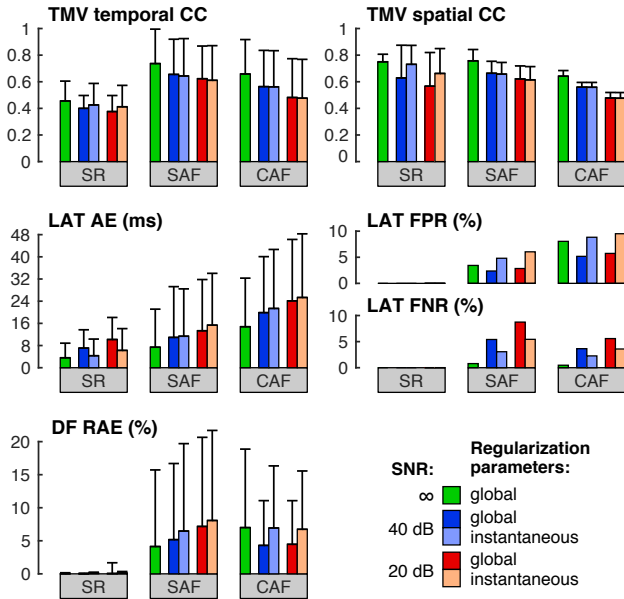 TMV temporal CC
1
0.8
0.6
0.4
0.2
0
SR
SAF
CAF
TMV spatial CC
1
0.8
0.6
0.4
0.2
0
SR
SAF
CAF
LAT AE (ms)
48
40
32
24
16
8
0
SR
SAF
CAF
LAT FPR (%)
10
5
0
LAT FNR (%)
10
5
0
SR
SAF
CAF
DF RAE (%)
20
15
10
5
0
SR
SAF
CAF
SNR:
Regularization
parameters:
∞ global
40 dB global
instantaneous
20 dB global
instantaneous